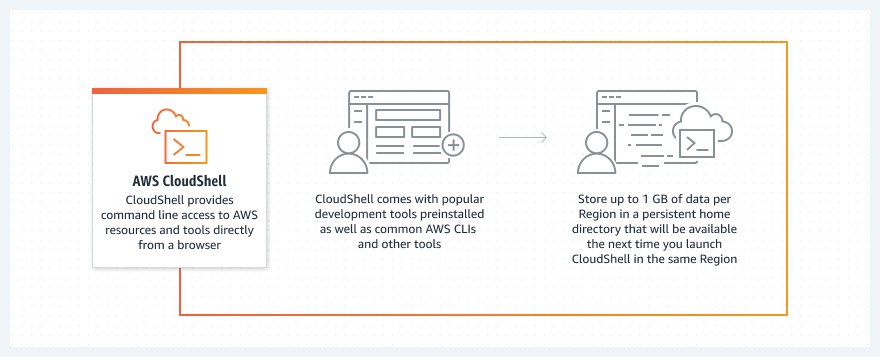 AWS CloudShell
CloudShell provides
command line access to AWS
resources and tools directly
from a browser
CloudShell comes with popular
development tools preinstalled
as well as common AWS CLIs
and other tools
Store up to 1 GB of data per
Region in a persistent home
directory that will be available
the next time you launch
CloudShell in the same Region